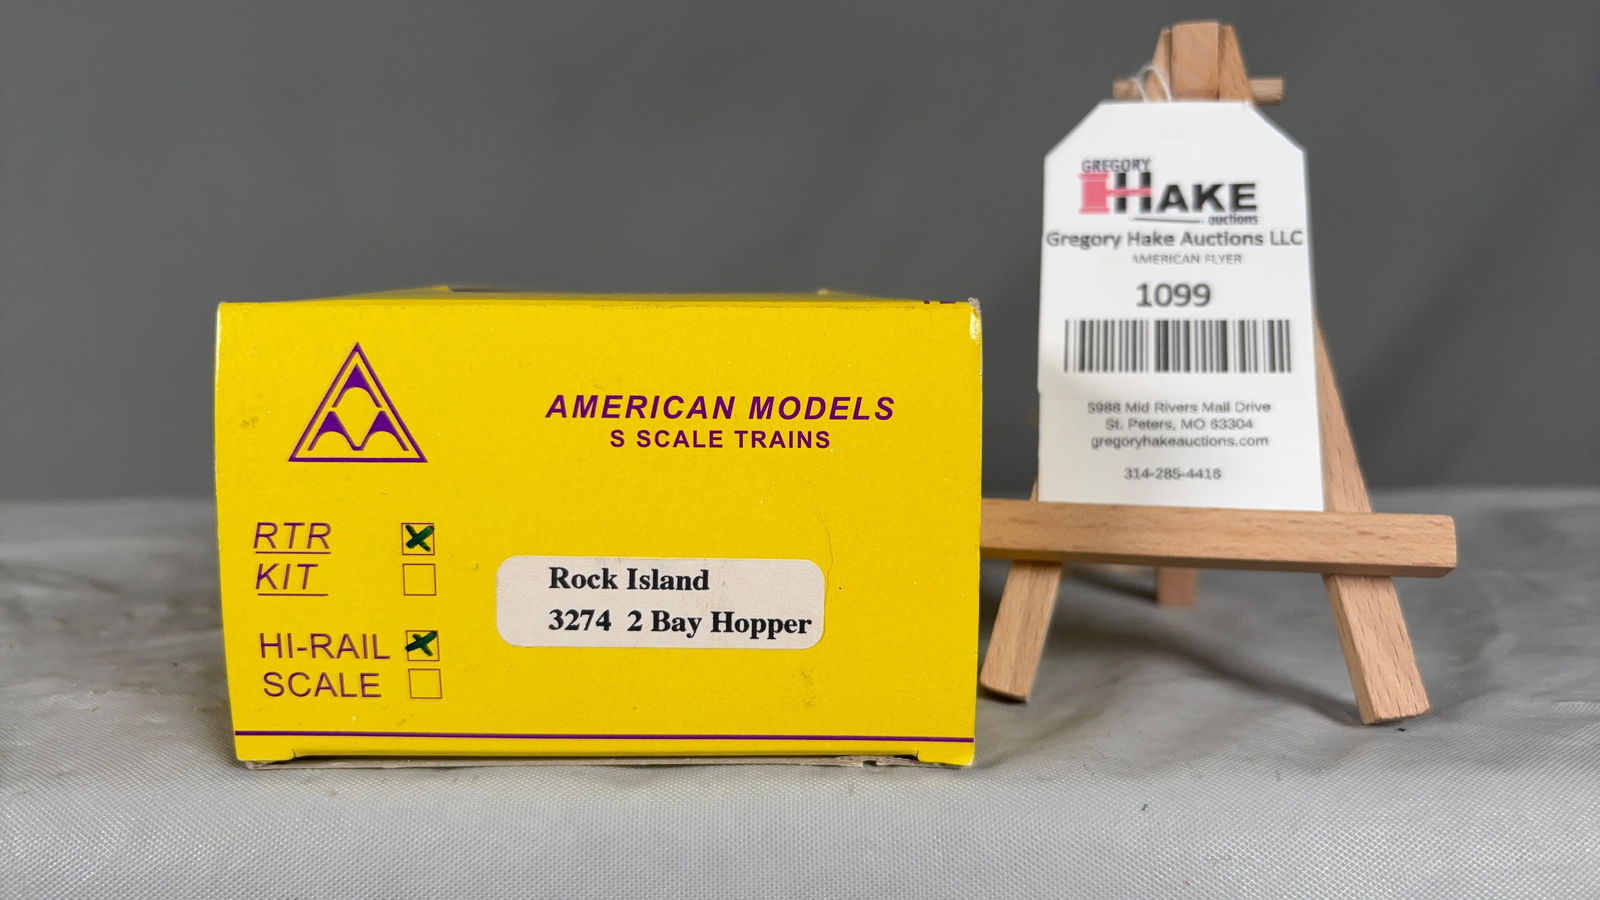 AMERICAN MODELS
S SCALE TRAINS
RTR
KIT
HI-RAIL
SCALE
Rock Island
3274 2 Bay Hopper
GREGORY
HAKE
auctions
Gregory Hake Auctions LLC
AMERICAN FLYER
1099
5988 Mid Rivers Mall Drive
St. Peters, MO 63304
gregoryhakeauctions.com
314-285-4416